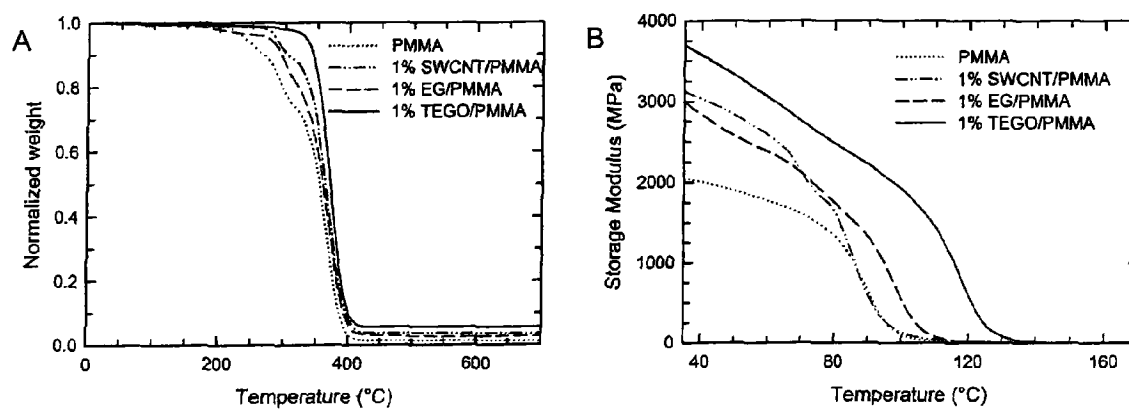 A
1.0
0.8
0.6
0.4
0.2
0.0
Normalized weight
PMMA
1% SWCNT/PMMA
1% EG/PMMA
1% TEGO/PMMA
0
200
400
600
Temperature (°C)
B
4000
3000
2000
1000
0
Storage Modulus (MPa)
PMMA
1% SWCNT/PMMA
1% EG/PMMA
1% TEGO/PMMA
40
80
120
160
Temperature (°C)